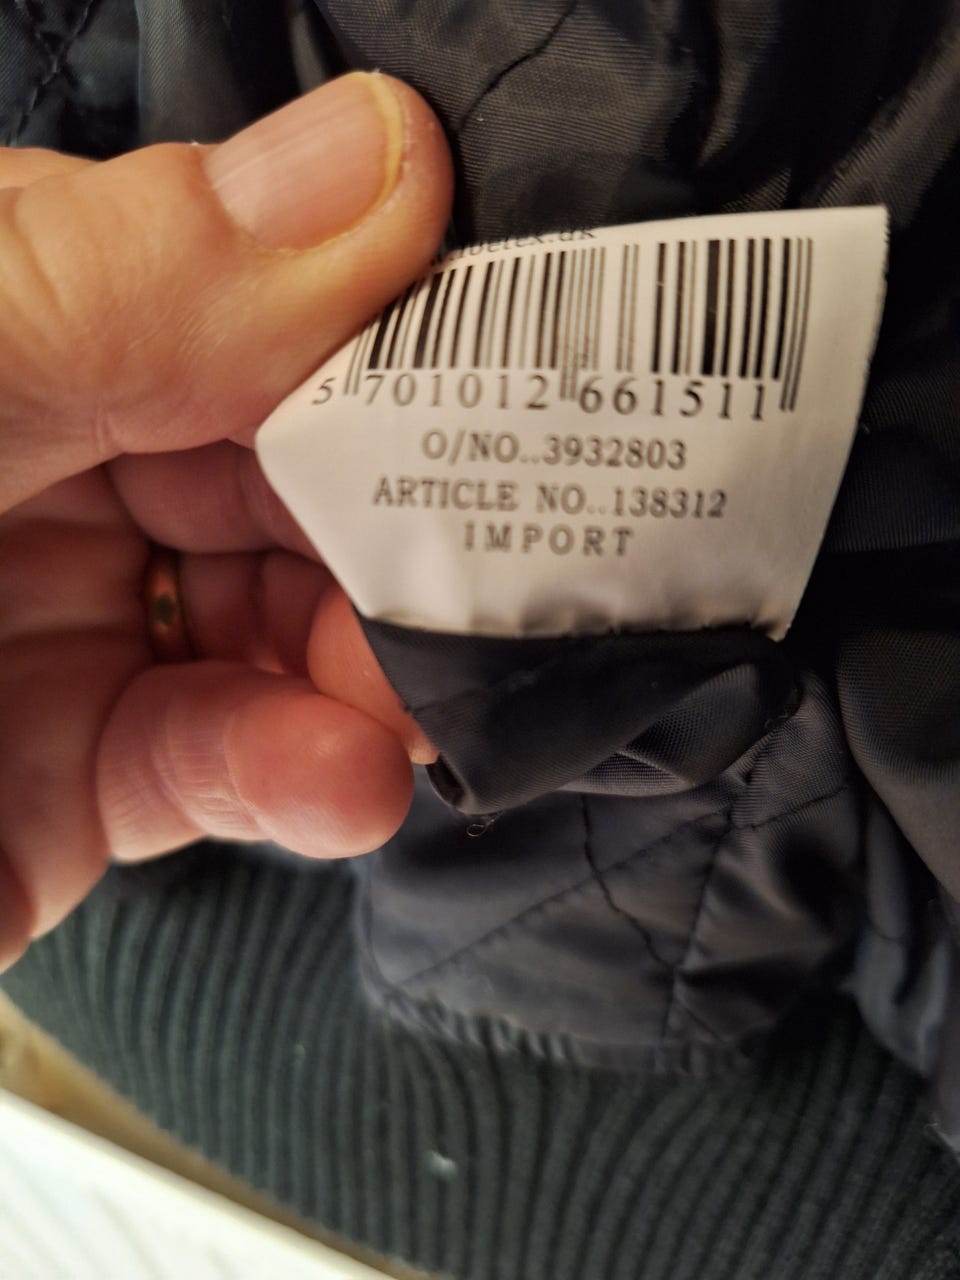 5 701012 661511
O/NO..3932803
ARTICLE NO..138312
IMPORT